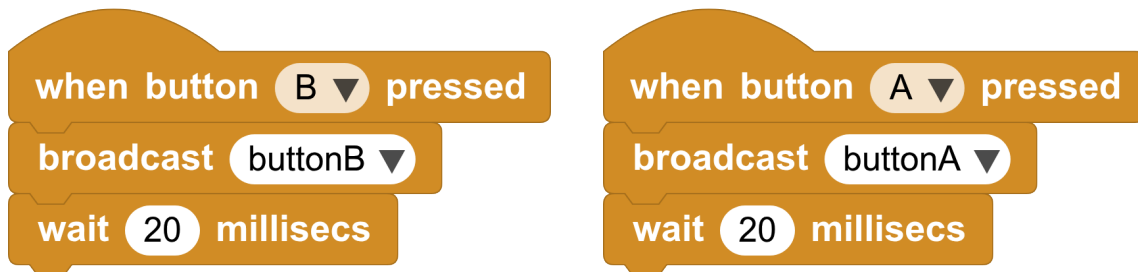 when button B pressed
broadcast buttonB
wait 20 millisecs
when button A pressed
broadcast buttonA
wait 20 millisecs